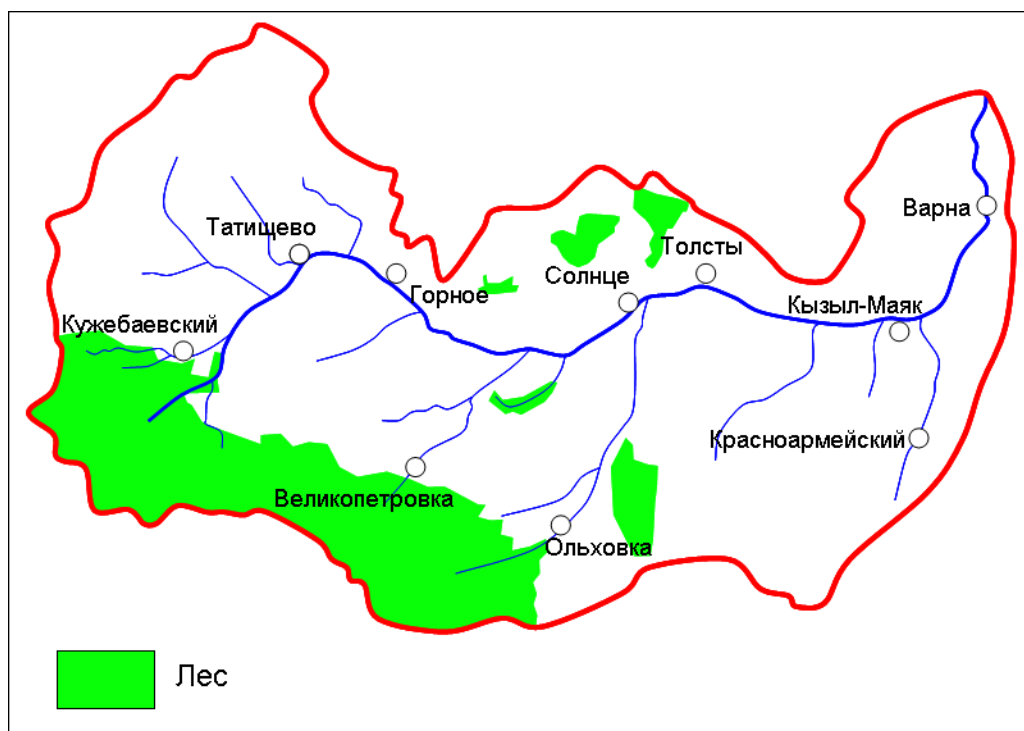 Варна
Татищево
Толсты
Солнце
Горное
Кызыл-Маяк
Кужебаевский
Красноармейский
Великопетровка
Ольховка
Лес